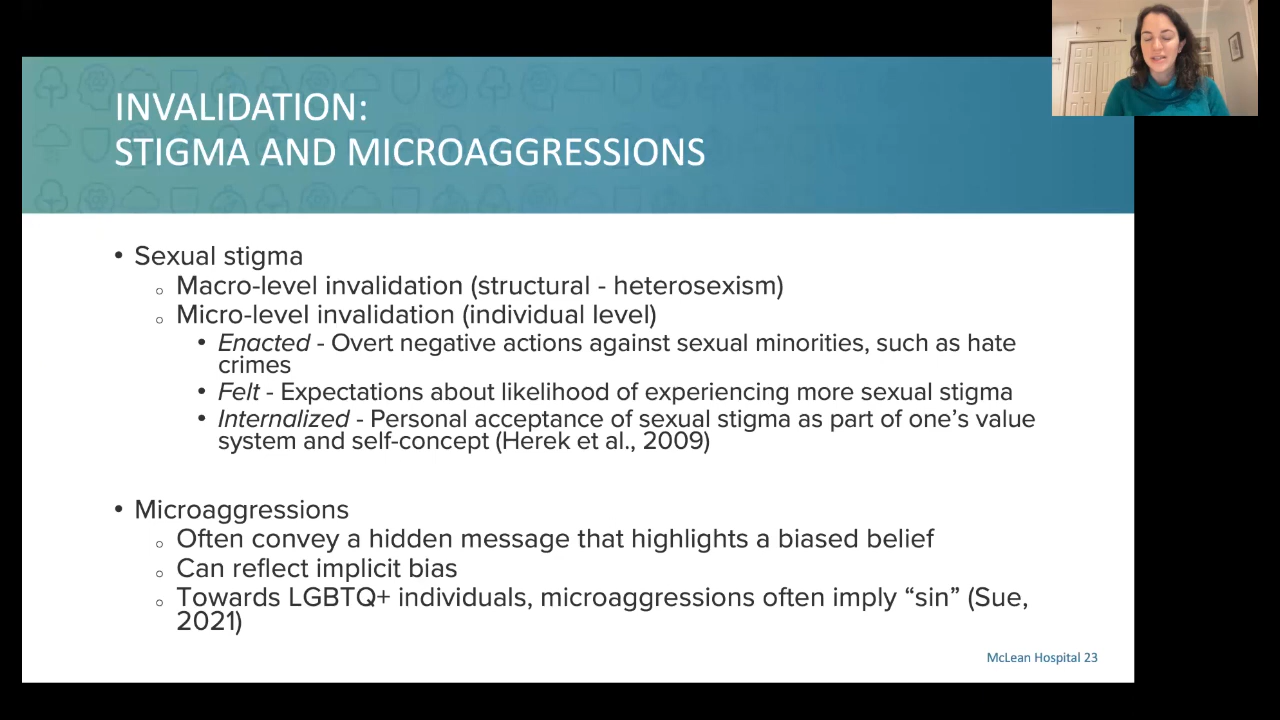 INVALIDATION:
STIGMA AND MICROAGGRESSIONS
• Sexual stigma
○ Macro-level invalidation (structural - heterosexism)
○ Micro-level invalidation (individual level)
• Enacted - Overt negative actions against sexual minorities, such as hate
crimes
• Felt - Expectations about likelihood of experiencing more sexual stigma
• Internalized - Personal acceptance of sexual stigma as part of one’s value
system and self-concept (Herek et al., 2009)
• Microaggressions
○ Often convey a hidden message that highlights a biased belief
○ Can reflect implicit bias
○ Towards LGBTQ+ individuals, microaggressions often imply “sin” (Sue,
2021)
McLean Hospital 23